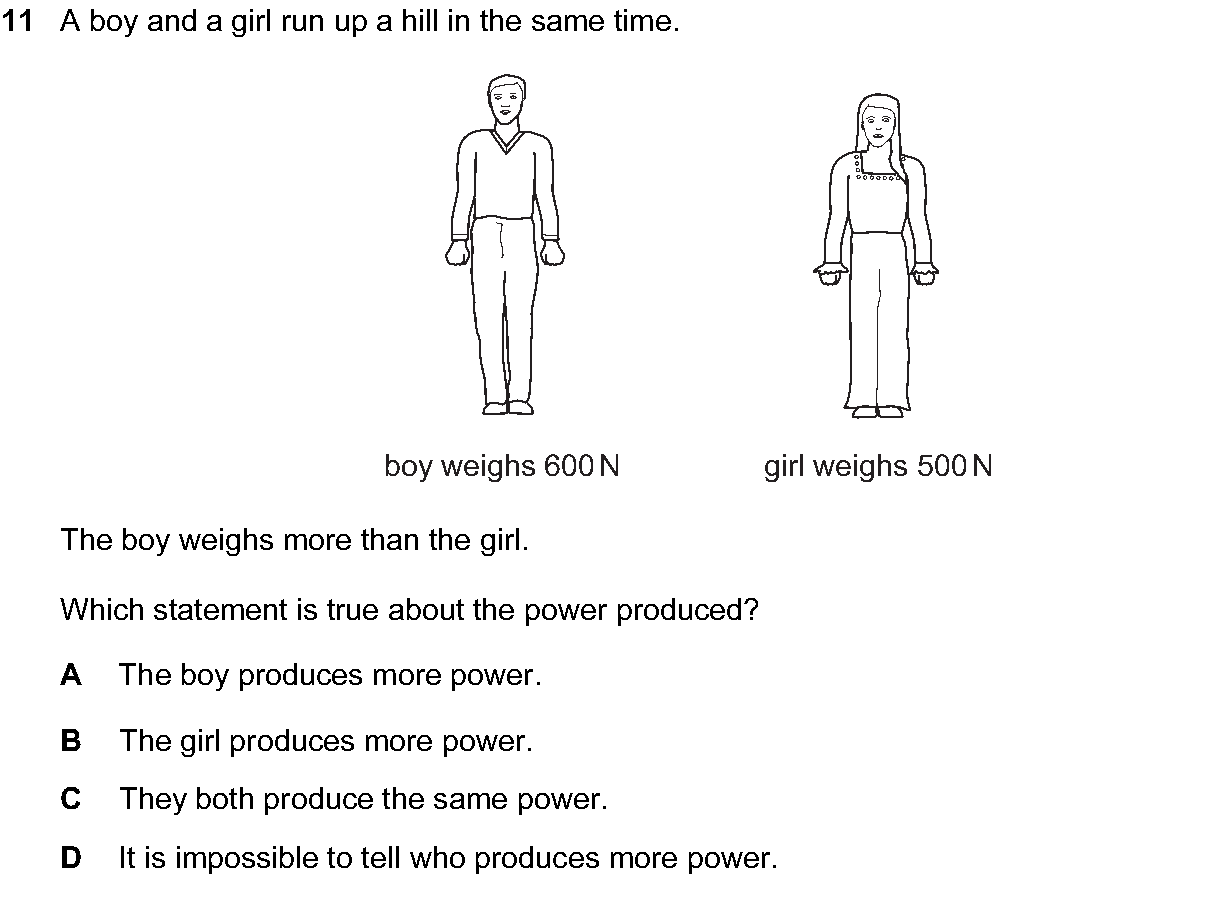 11 A boy and a girl run up a hill in the same time.
boy weighs 600 N girl weighs 500 N
The boy weighs more than the girl.
Which statement is true about the power produced?
A The boy produces more power.
B The girl produces more power.
C They both produce the same power.
D It is impossible to tell who produces more power.